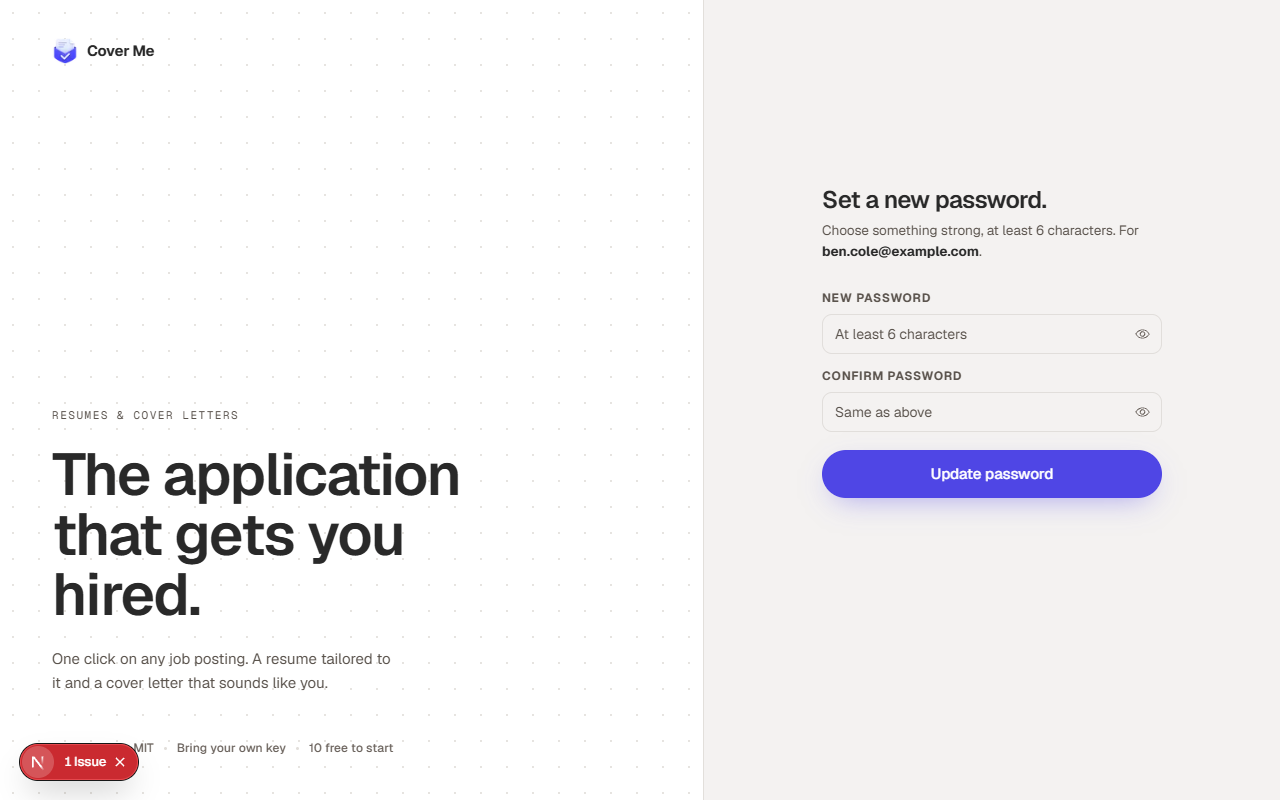 Cover Me
RESUMES & COVER LETTERS
The application
that gets you
hired.
One click on any job posting. A resume tailored to
it and a cover letter that sounds like you.
MIT · Bring your own key · 10 free to start
1 Issue
Set a new password.
Choose something strong, at least 6 characters. For
ben.cole@example.com.
NEW PASSWORD
At least 6 characters
CONFIRM PASSWORD
Same as above
Update password